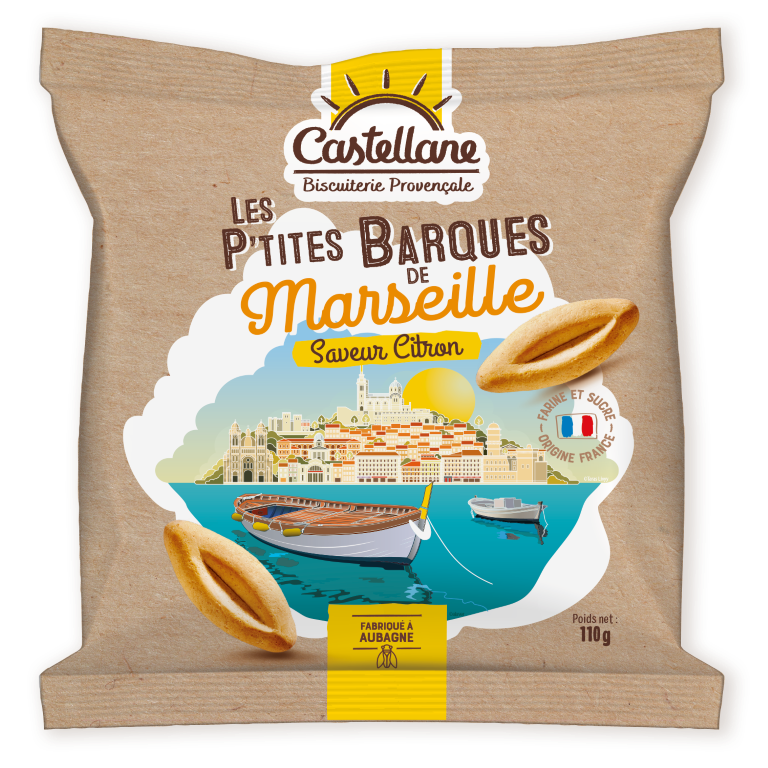 Castellane
Biscuiterie Provençale
LES
P'TITES BARQUES
DE
Marseille
Saveur Citron
FARINE ET SUCRE
ORIGINE FRANCE
Poids net :
110g
FABRIQUÉ À
AUBAGNE